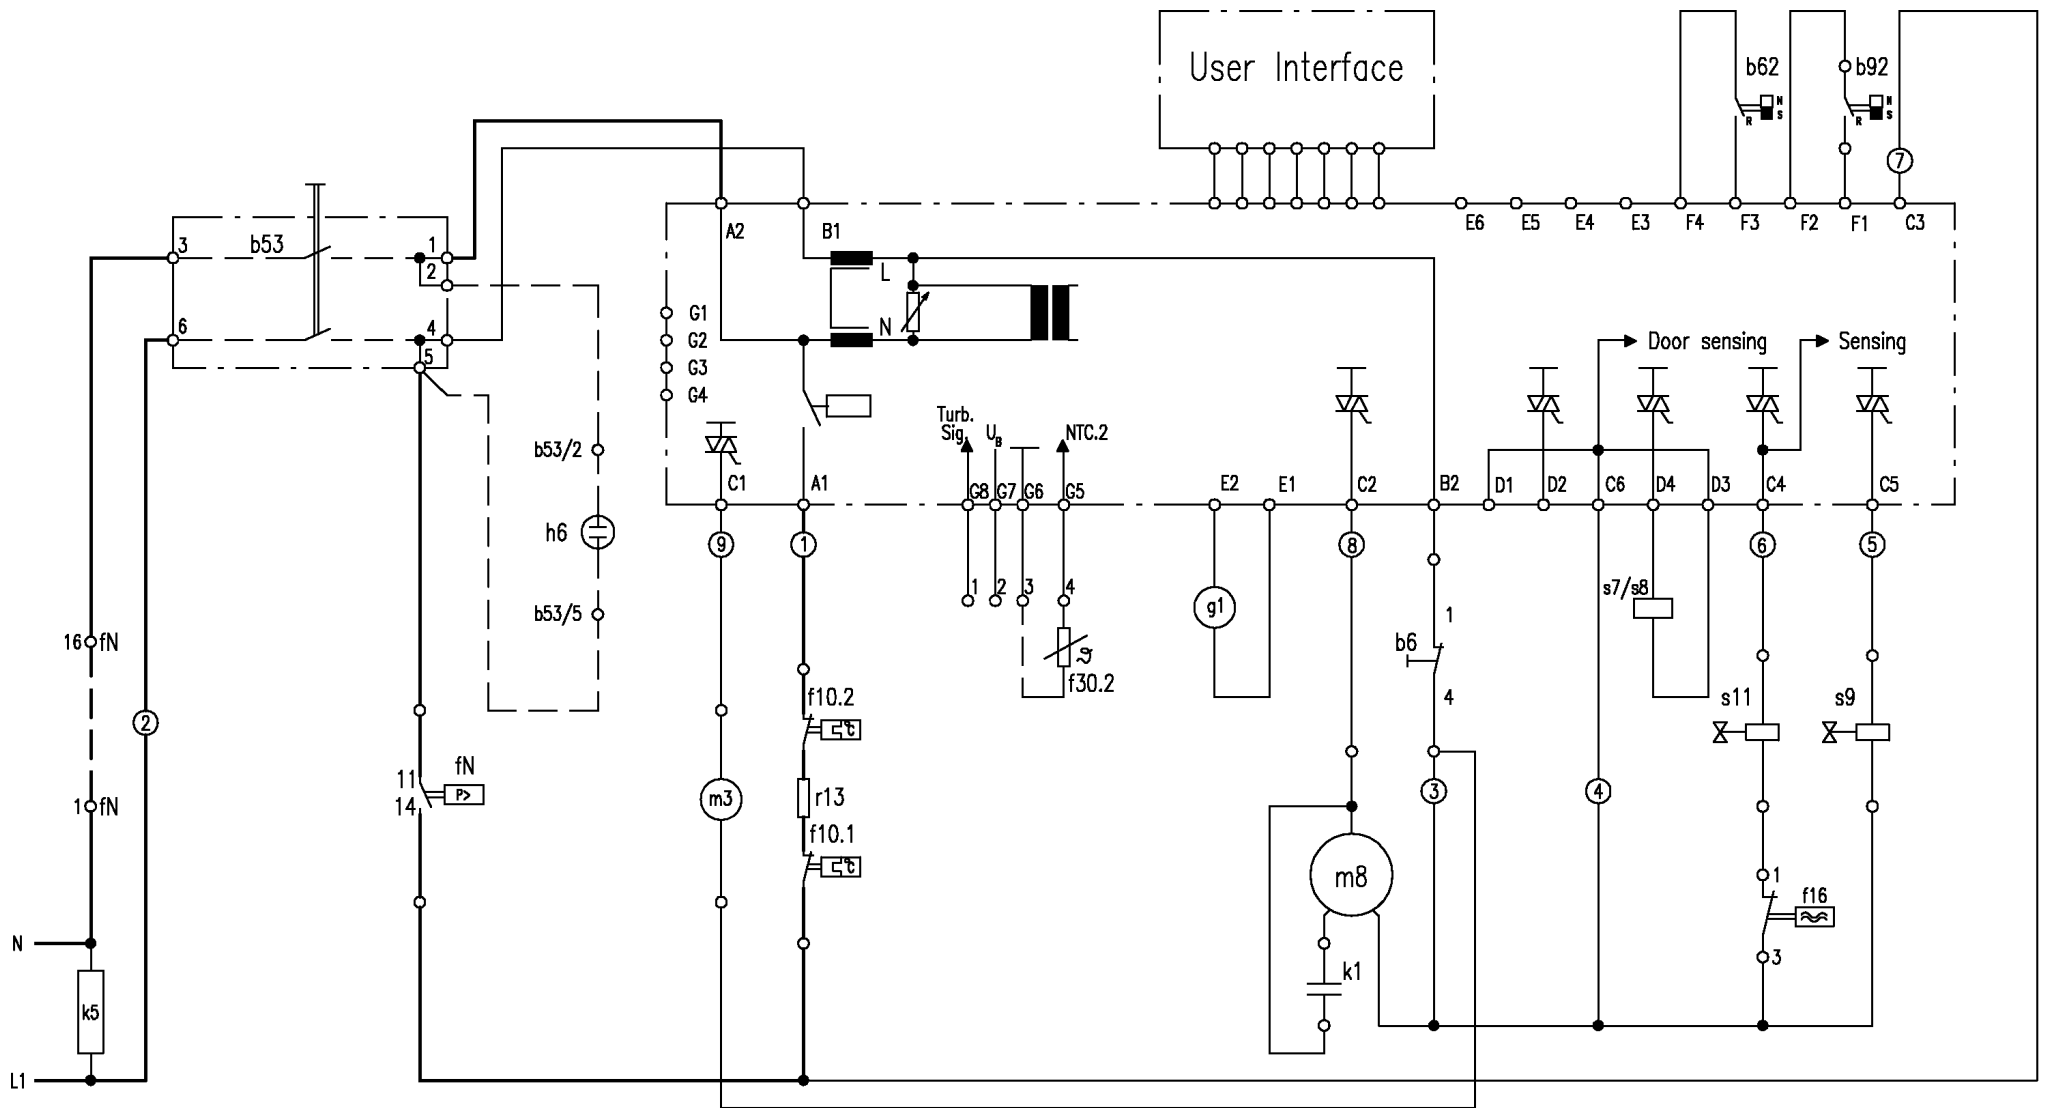 User Interface
b62
N
S
R
b92
N
S
R
7
E6
E5
E4
E3
F4
F3
F2
F1
C3
A2
B1
3
b53
1
2
6
4
5
L
N
G1
G2
G3
G4
Door sensing
Sensing
Turb.
Sig.
UB
NTC.2
b53/2
C1
A1
G8
G7
G6
G5
E2
E1
C2
B2
D1
D2
C6
D4
D3
C4
C5
h6
9
1
8
6
5
b53/5
1
2
3
4
g1
s7/s8
1
b6
16
fN
ϑ
f30.2
4
2
f10.2
°C
s11
s9
11
fN
P>
14
1
fN
m3
r13
3
4
f10.1
°C
m8
1
f16
N
k1
3
k5
L1